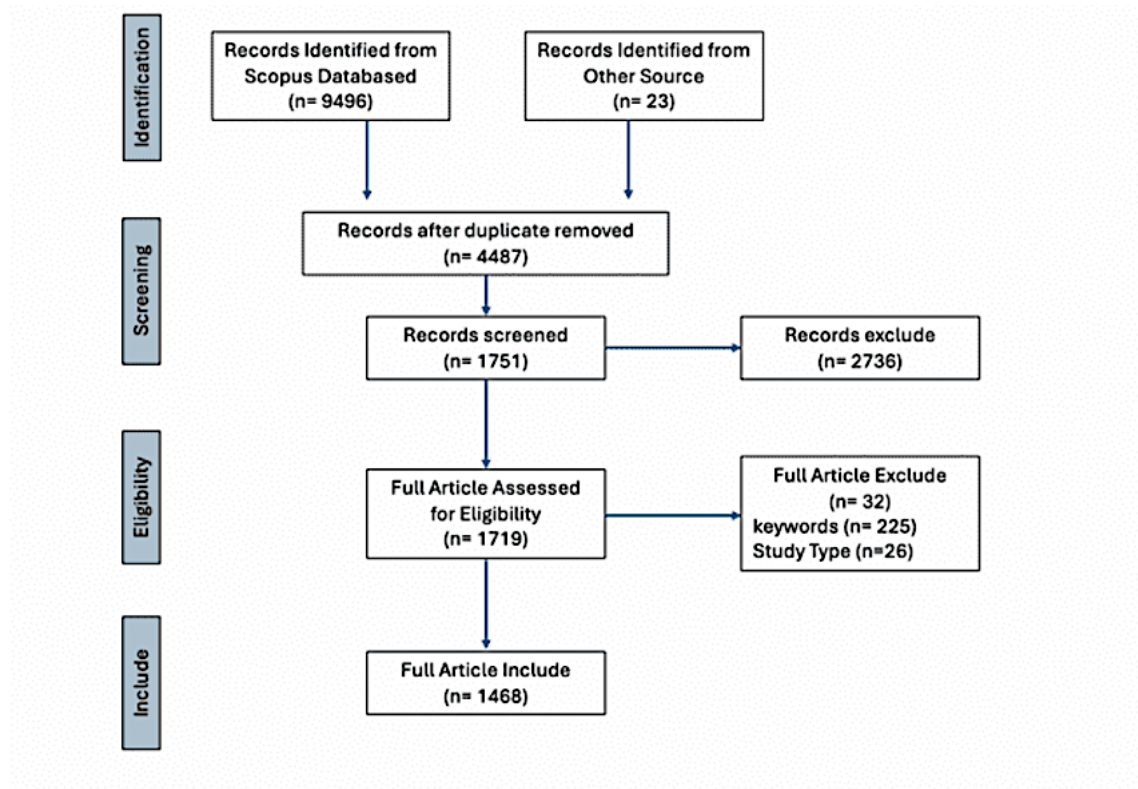 Identification
Records Identified from
Scopus Databased
(n= 9496)
Records Identified from
Other Source
(n= 23)
Screening
Records after duplicate removed
(n= 4487)
Records screened
(n= 1751)
Records exclude
(n= 2736)
Eligibility
Full Article Assessed
for Eligibility
(n= 1719)
Full Article Exclude
(n= 32)
keywords (n= 225)
Study Type (n=26)
Include
Full Article Include
(n= 1468)